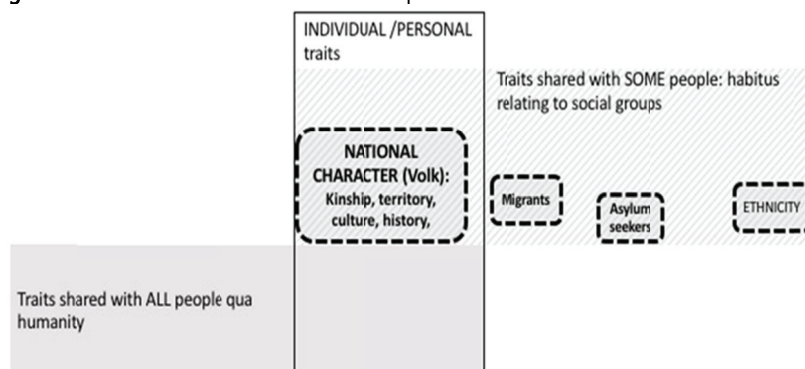 INDIVIDUAL /PERSONAL
traits
Traits shared with SOME people: habitus
relating to social groups
NATIONAL
CHARACTER (Volk):
Kinship, territory,
culture, history,
Migrants
Asylum
seekers
ETHNICITY
Traits shared with ALL people qua
humanity